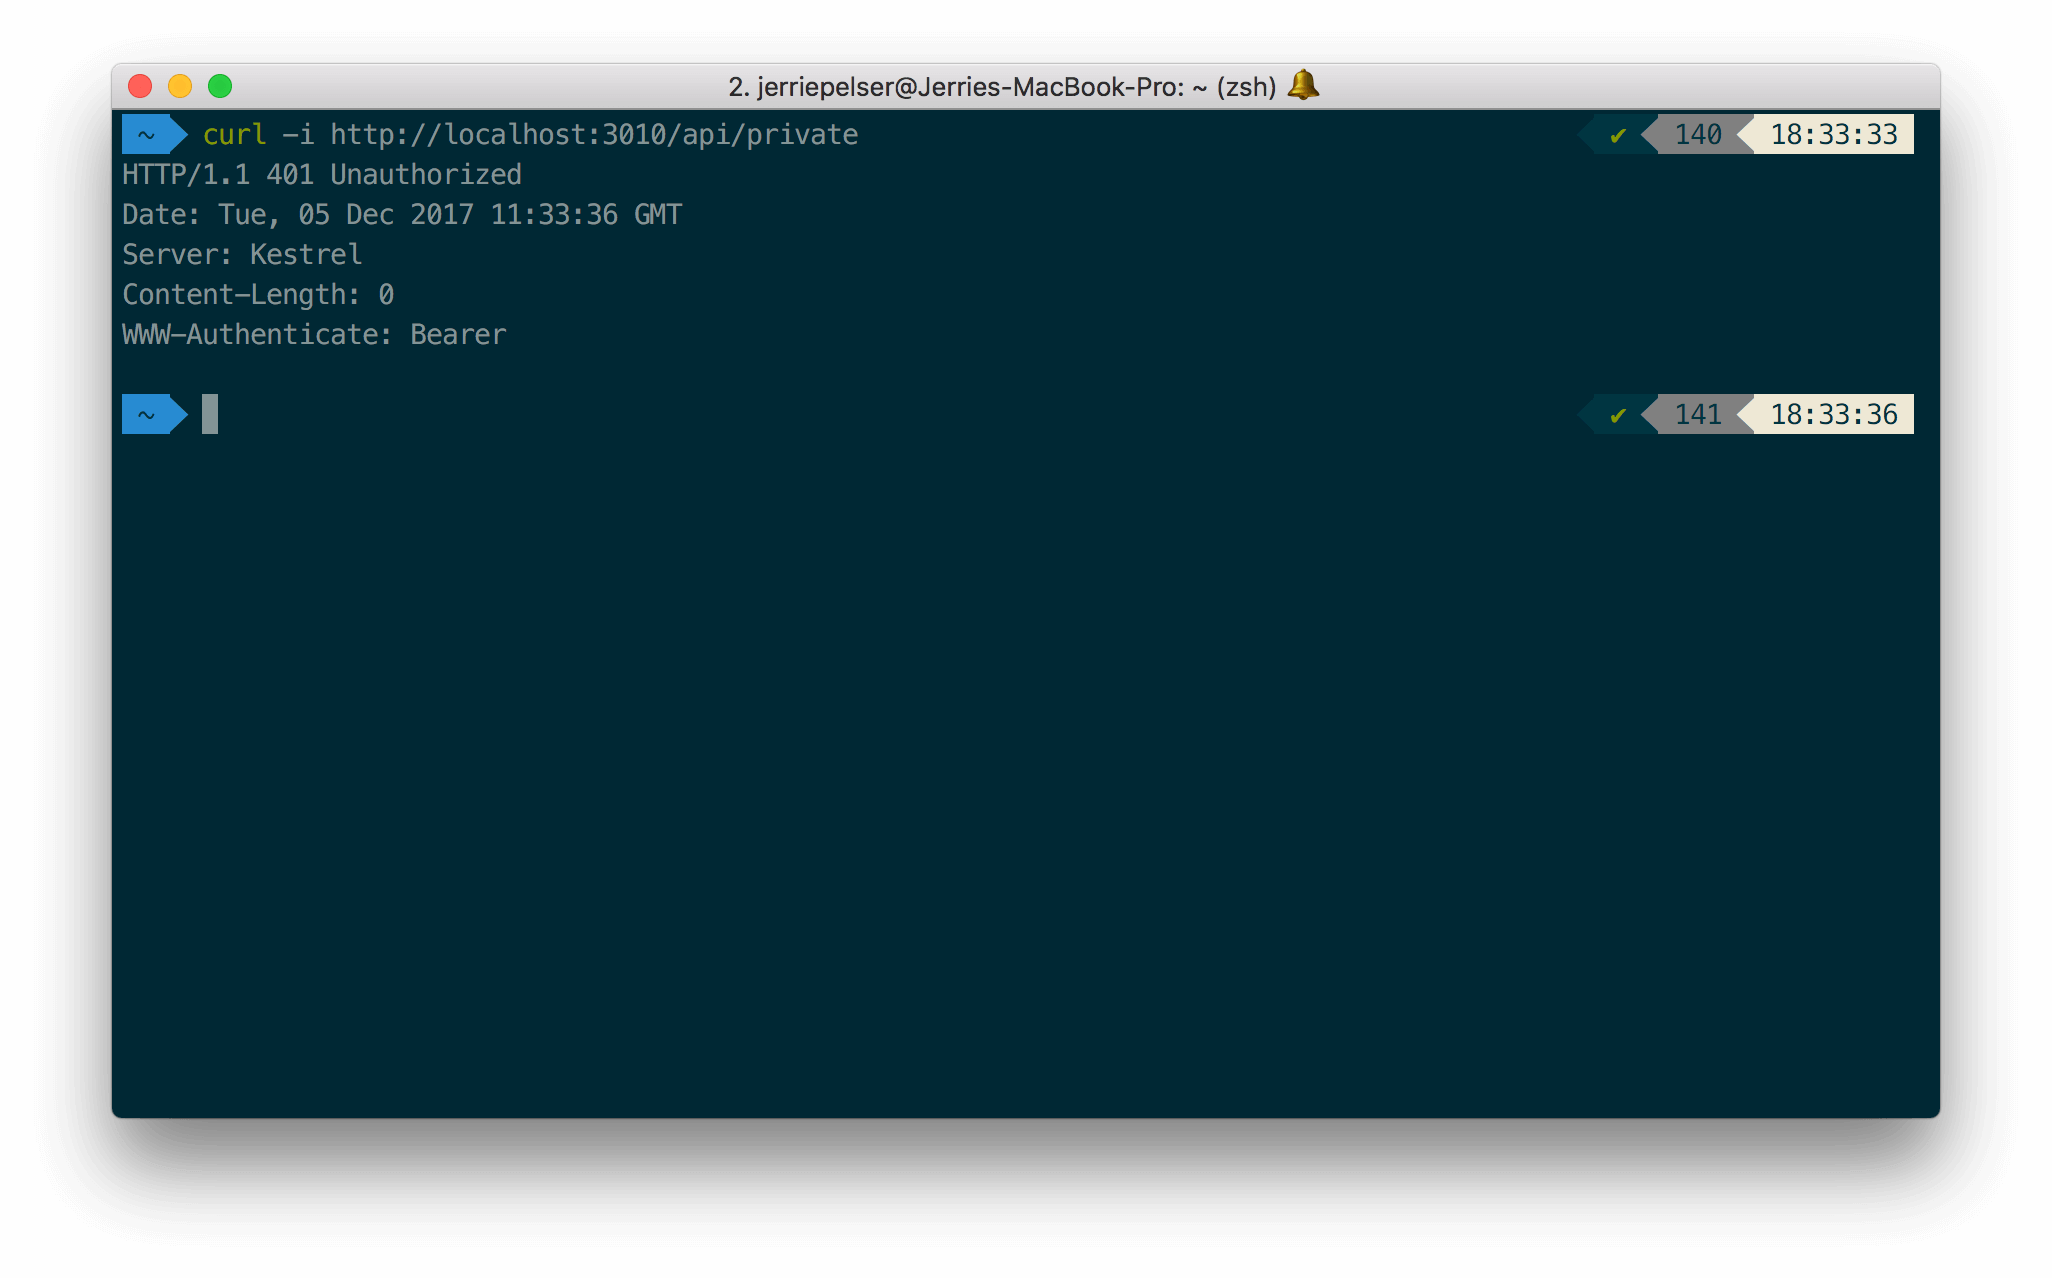 2. jerriepelser@Jerries-MacBook-Pro: ~ (zsh) 🔔
~ curl -i http://localhost:3010/api/private ✔ 140 18:33:33
HTTP/1.1 401 Unauthorized
Date: Tue, 05 Dec 2017 11:33:36 GMT
Server: Kestrel
Content-Length: 0
WWW-Authenticate: Bearer
~ ✔ 141 18:33:36